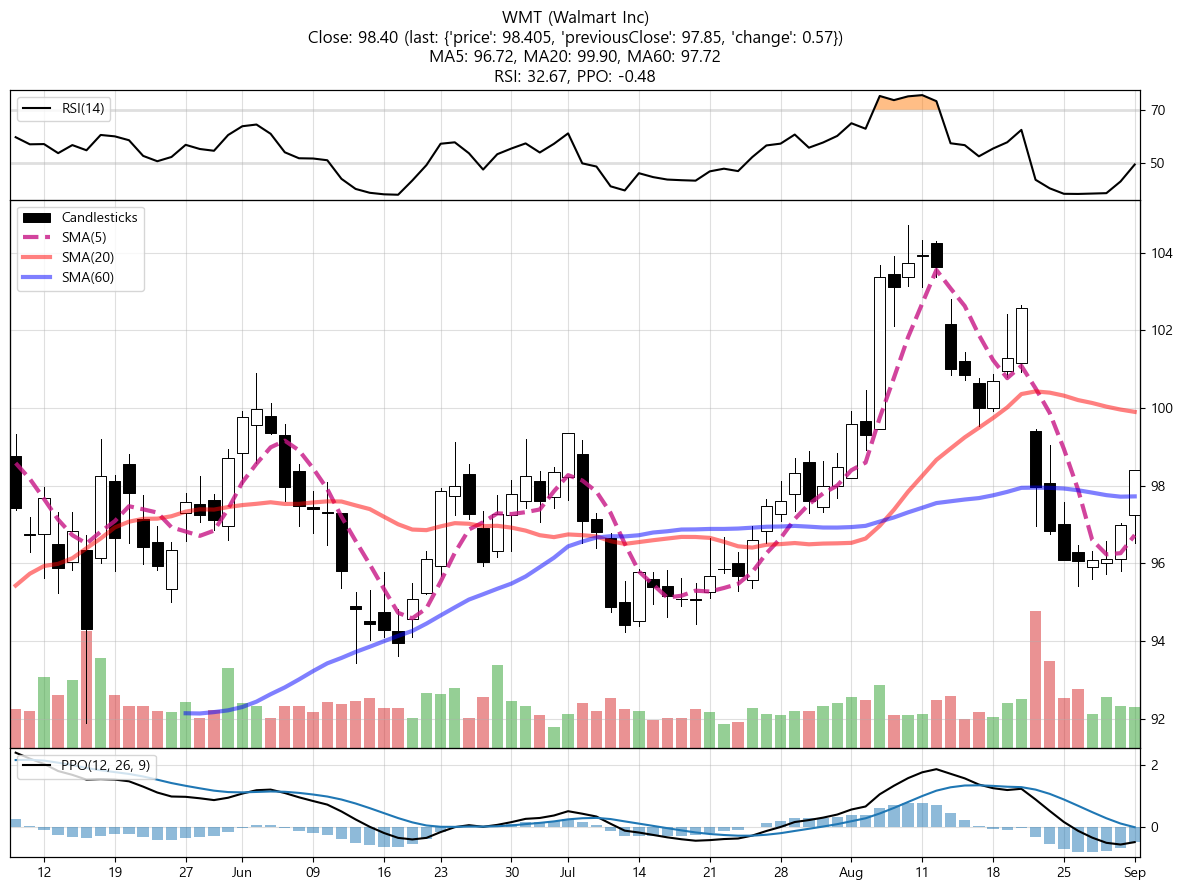 WMT (Walmart Inc)
Close: 98.40 (last: {'price': 98.405, 'previousClose': 97.85, 'change': 0.57})
MA5: 96.72, MA20: 99.90, MA60: 97.72
RSI: 32.67, PPO: -0.48
RSI(14)
70
50
Candlesticks
SMA(5)
SMA(20)
SMA(60)
104
102
100
98
96
94
92
PPO(12, 26, 9)
2
0
12 19 27 Jun 09 16 23 30 Jul 14 21 28 Aug 11 18 25 Sep